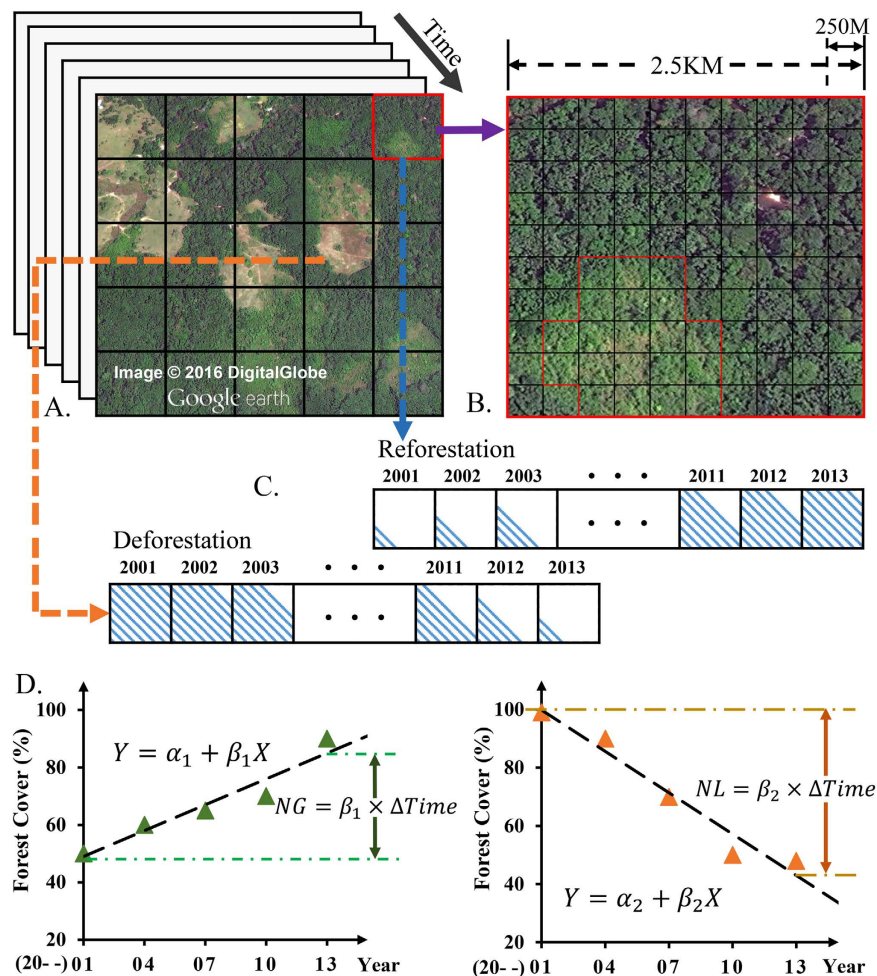 250M
Time
2.5KM
Image © 2016 DigitalGlobe
Google earth
A.
B.
Reforestation
C.
2001 2002 2003 • • • 2011 2012 2013
• • •
Deforestation
2001 2002 2003 • • • 2011 2012 2013
• • •
D.
Forest Cover (%)
100
80
60
40
20
Y = α₁ + β₁X
NG = β₁ × ΔTime
(20- -) 01 04 07 10 13 Year
Forest Cover (%)
100
80
60
40
20
NL = β₂ × ΔTime
Y = α₂ + β₂X
(20- -) 01 04 07 10 13 Year